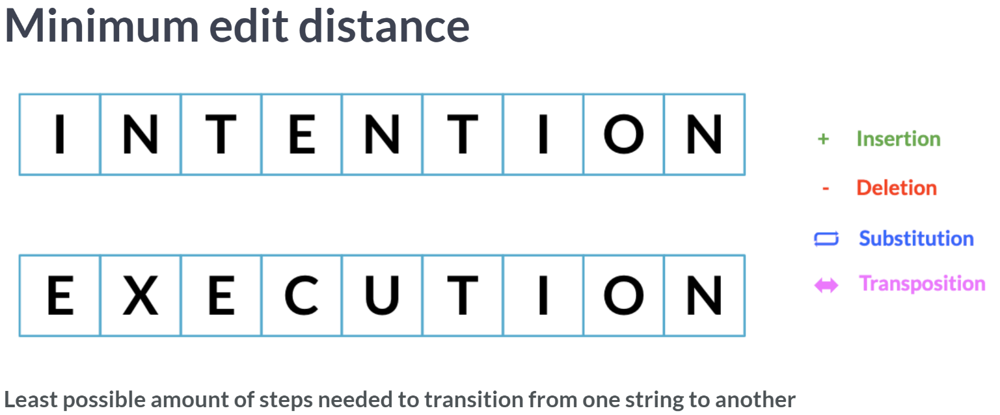 Minimum edit distance
I N T E N T I O N
+ Insertion
- Deletion
Substitution
E X E C U T I O N
Transposition
Least possible amount of steps needed to transition from one string to another